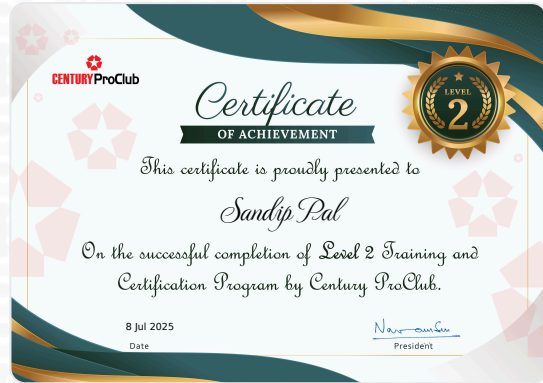 CENTURY ProClub
Certificate
OF ACHIEVEMENT
LEVEL
2
This certificate is proudly presented to
Sandip Pal
On the successful completion of Level 2 Training and
Certification Program by Century ProClub.
8 Jul 2025
Date
President